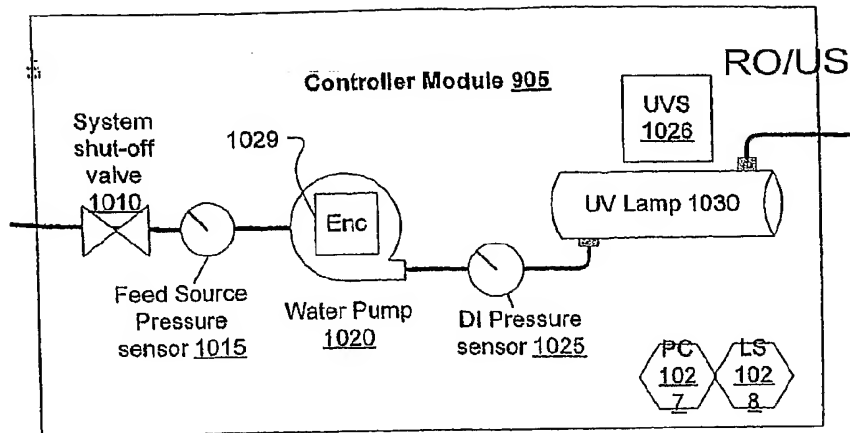 Controller Module 905
RO/US
System
shut-off
valve
1010
1029
Enc
UVS
1026
UV Lamp 1030
Feed Source
Pressure
sensor 1015
Water Pump
1020
DI Pressure
sensor 1025
PC
102
7
LS
102
8